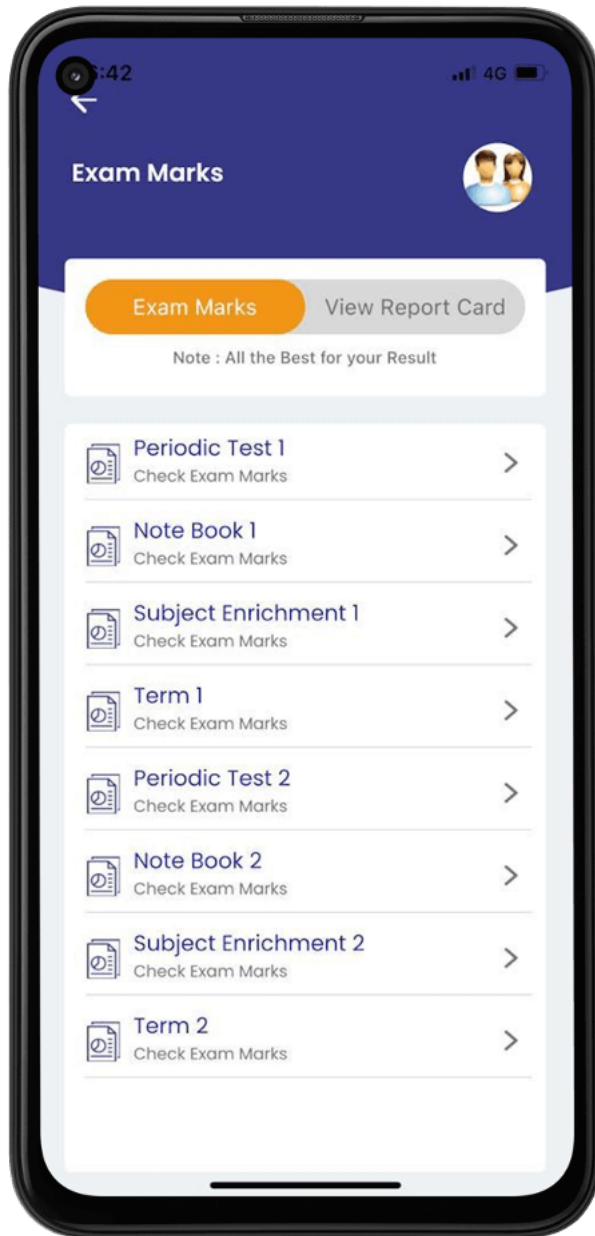 :42
4G
Exam Marks
Exam Marks
View Report Card
Note : All the Best for your Result
Periodic Test 1
Check Exam Marks
Note Book 1
Check Exam Marks
Subject Enrichment 1
Check Exam Marks
Term 1
Check Exam Marks
Periodic Test 2
Check Exam Marks
Note Book 2
Check Exam Marks
Subject Enrichment 2
Check Exam Marks
Term 2
Check Exam Marks